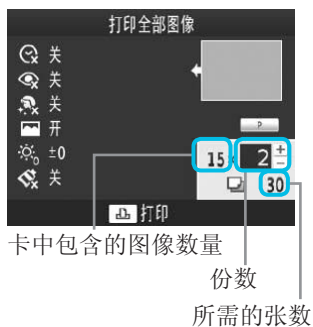 打印全部图像
关
关
关
开
±0
关
P
15 2 + -
30
打印
卡中包含的图像数量
份数
所需的张数